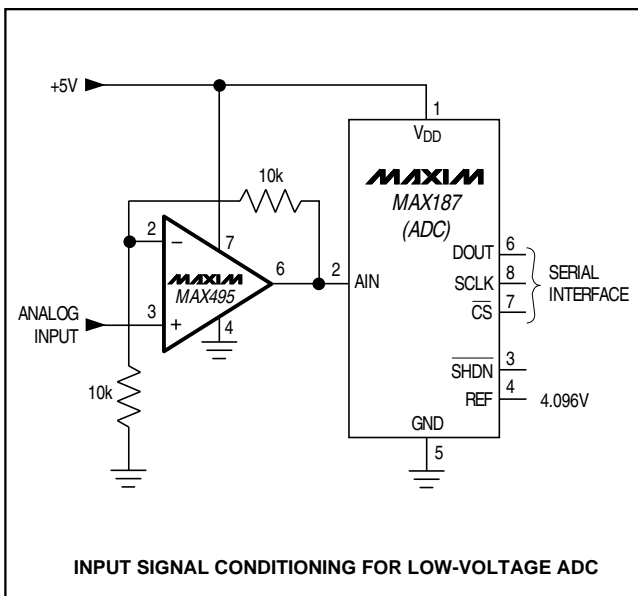 +5V
1
VDD
10k
MAXIM
MAX187
(ADC)
2
−
7
DOUT
6
MAXIM
MAX495
6
2
AIN
SCLK
8
SERIAL
INTERFACE
CS
7
ANALOG
INPUT
3
+
4
SHDN
3
10k
REF
4
4.096V
GND
5
INPUT SIGNAL CONDITIONING FOR LOW-VOLTAGE ADC